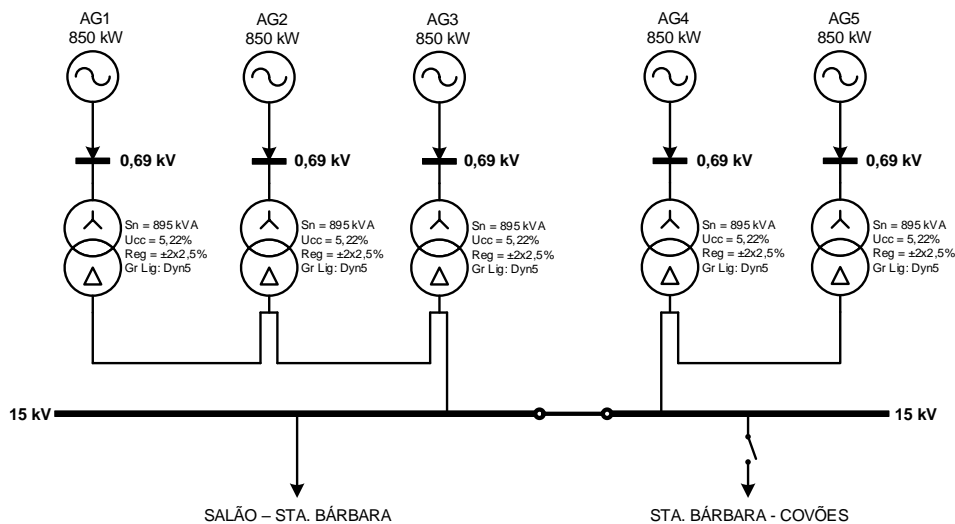 AG1
850 kW
AG2
850 kW
AG3
850 kW
AG4
850 kW
AG5
850 kW
0,69 kV
0,69 kV
0,69 kV
0,69 kV
0,69 kV
Sn = 895 kVA
Ucc = 5,22%
Reg = ±2x2,5%
Gr Lig: Dyn5
Sn = 895 kVA
Ucc = 5,22%
Reg = ±2x2,5%
Gr Lig: Dyn5
Sn = 895 kVA
Ucc = 5,22%
Reg = ±2x2,5%
Gr Lig: Dyn5
Sn = 895 kVA
Ucc = 5,22%
Reg = ±2x2,5%
Gr Lig: Dyn5
Sn = 895 kVA
Ucc = 5,22%
Reg = ±2x2,5%
Gr Lig: Dyn5
15 kV
15 kV
SALÃO – STA. BÁRBARA
STA. BÁRBARA - COVÕES